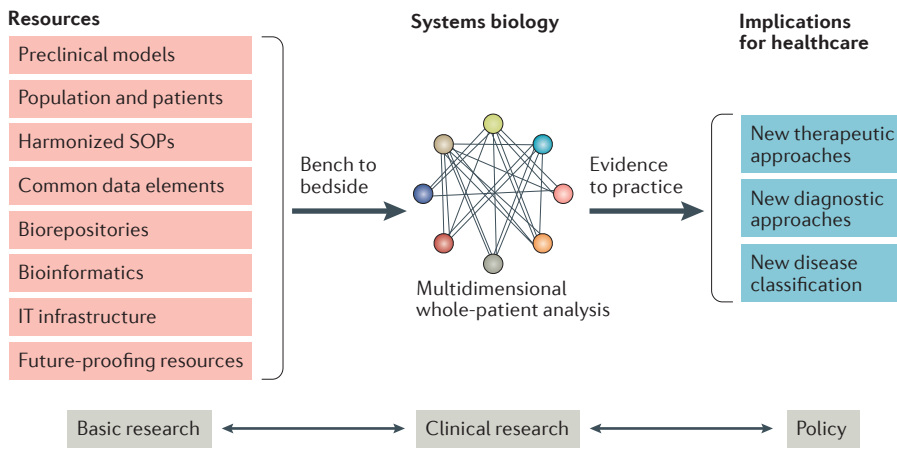 Resources
Preclinical models
Population and patients
Harmonized SOPs
Common data elements
Biorepositories
Bioinformatics
IT infrastructure
Future-proofing resources
Bench to
bedside
Systems biology
Multidimensional
whole-patient analysis
Evidence
to practice
Implications
for healthcare
New therapeutic
approaches
New diagnostic
approaches
New disease
classification
Basic research
Clinical research
Policy